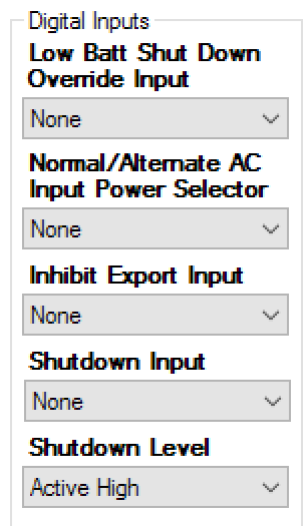 Digital Inputs
Low Batt Shut Down
Override Input
None
Normal/Alternate AC
Input Power Selector
None
Inhibit Export Input
None
Shutdown Input
None
Shutdown Level
Active High